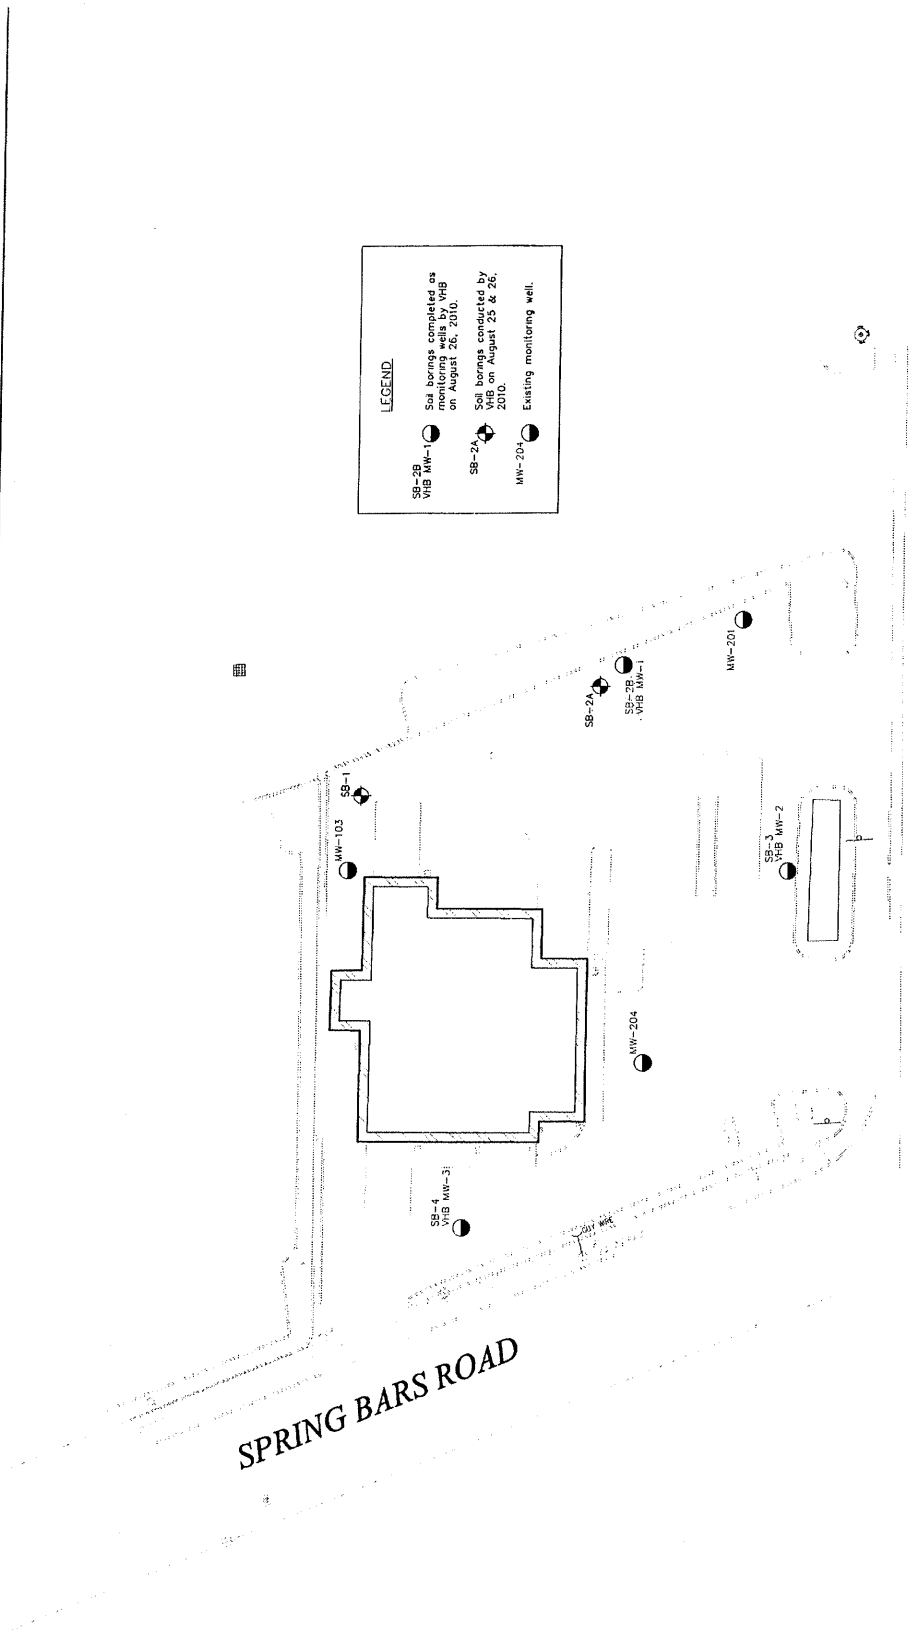 LEGEND
SB-2B
VHB MW-1
Soil borings completed as
monitoring wells by VHB
on August 26, 2010.
SB-2A
Soil borings conducted by
VHB on August 25 & 26,
2010.
MW-204
Existing monitoring well.
SB-1
MW-103
SB-2A
SB-2B
VHB MW-1
MW-201
SB-3
VHB MW-2
MW-204
SB-4
VHB MW-3
GUY WIRE
SPRING BARS ROAD